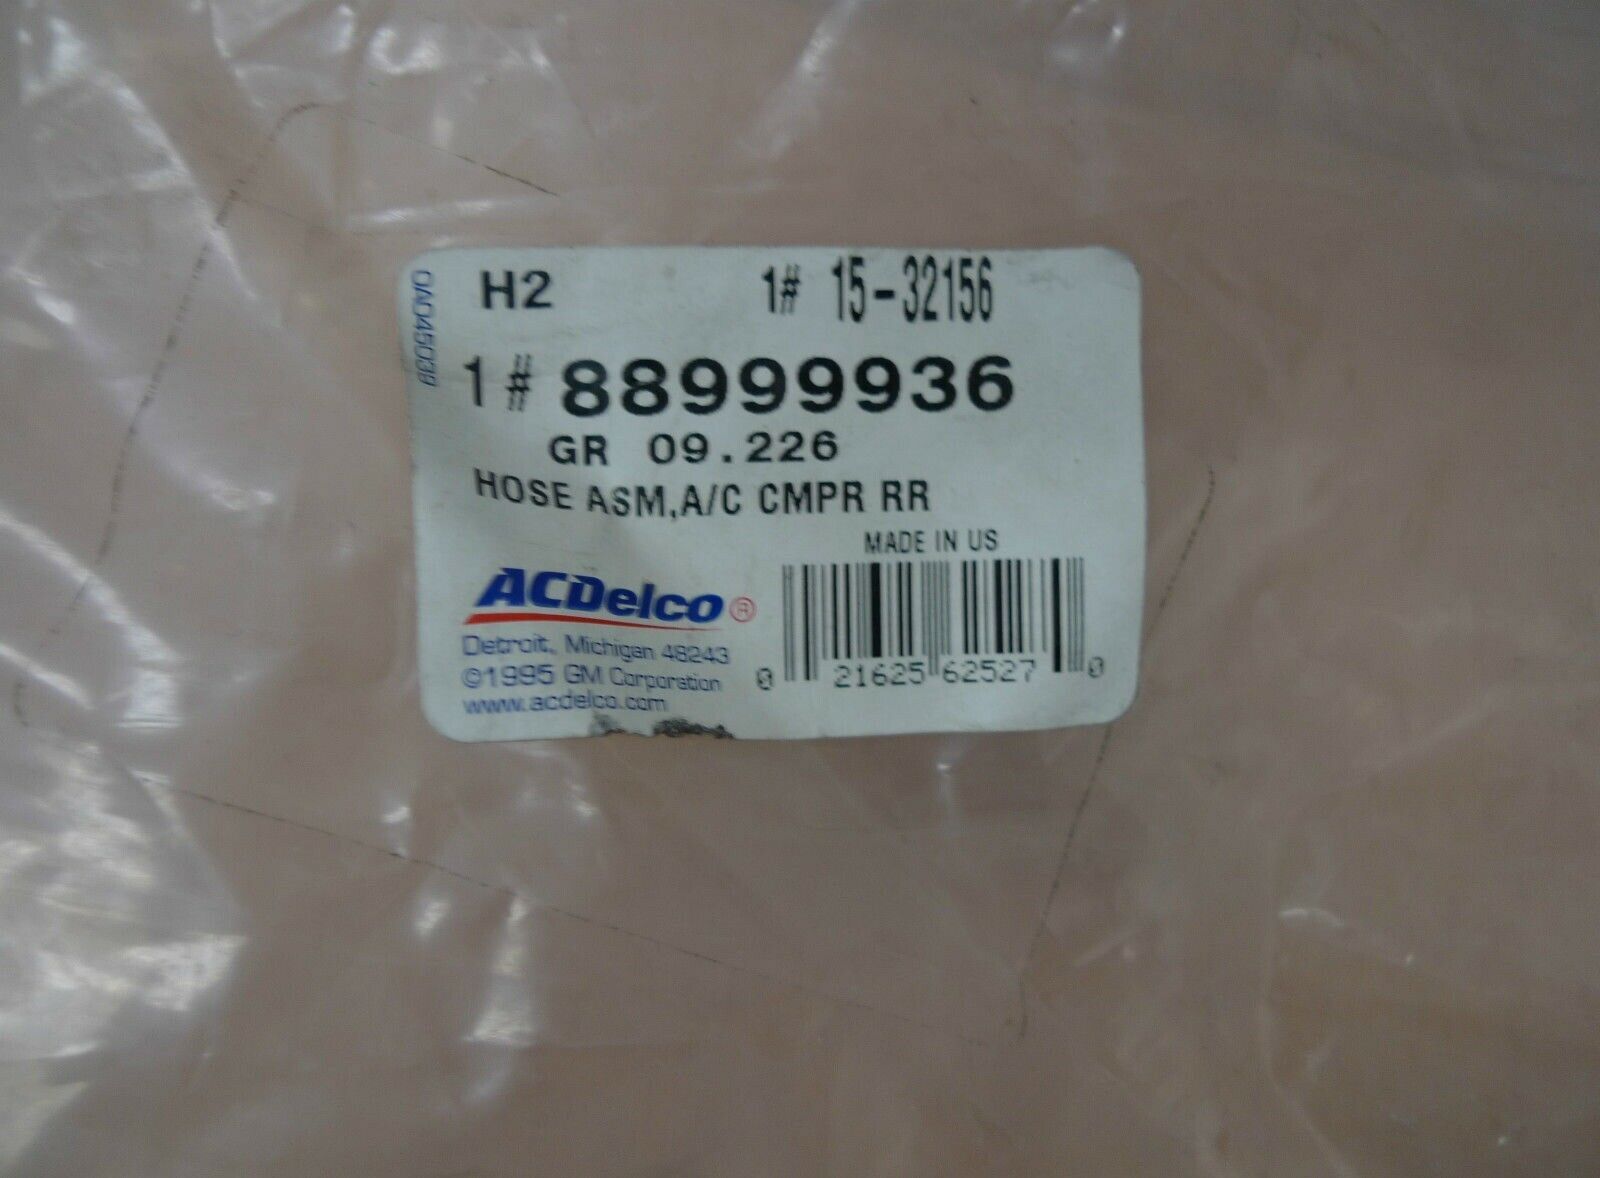 H2 1# 15-32156
1# 88999936
GR 09.226
HOSE ASM,A/C CMPR RR
MADE IN US
ACDelco ®
Detroit, Michigan 48243
©1995 GM Corporation
www.acdelco.com
0 21625 62527 0